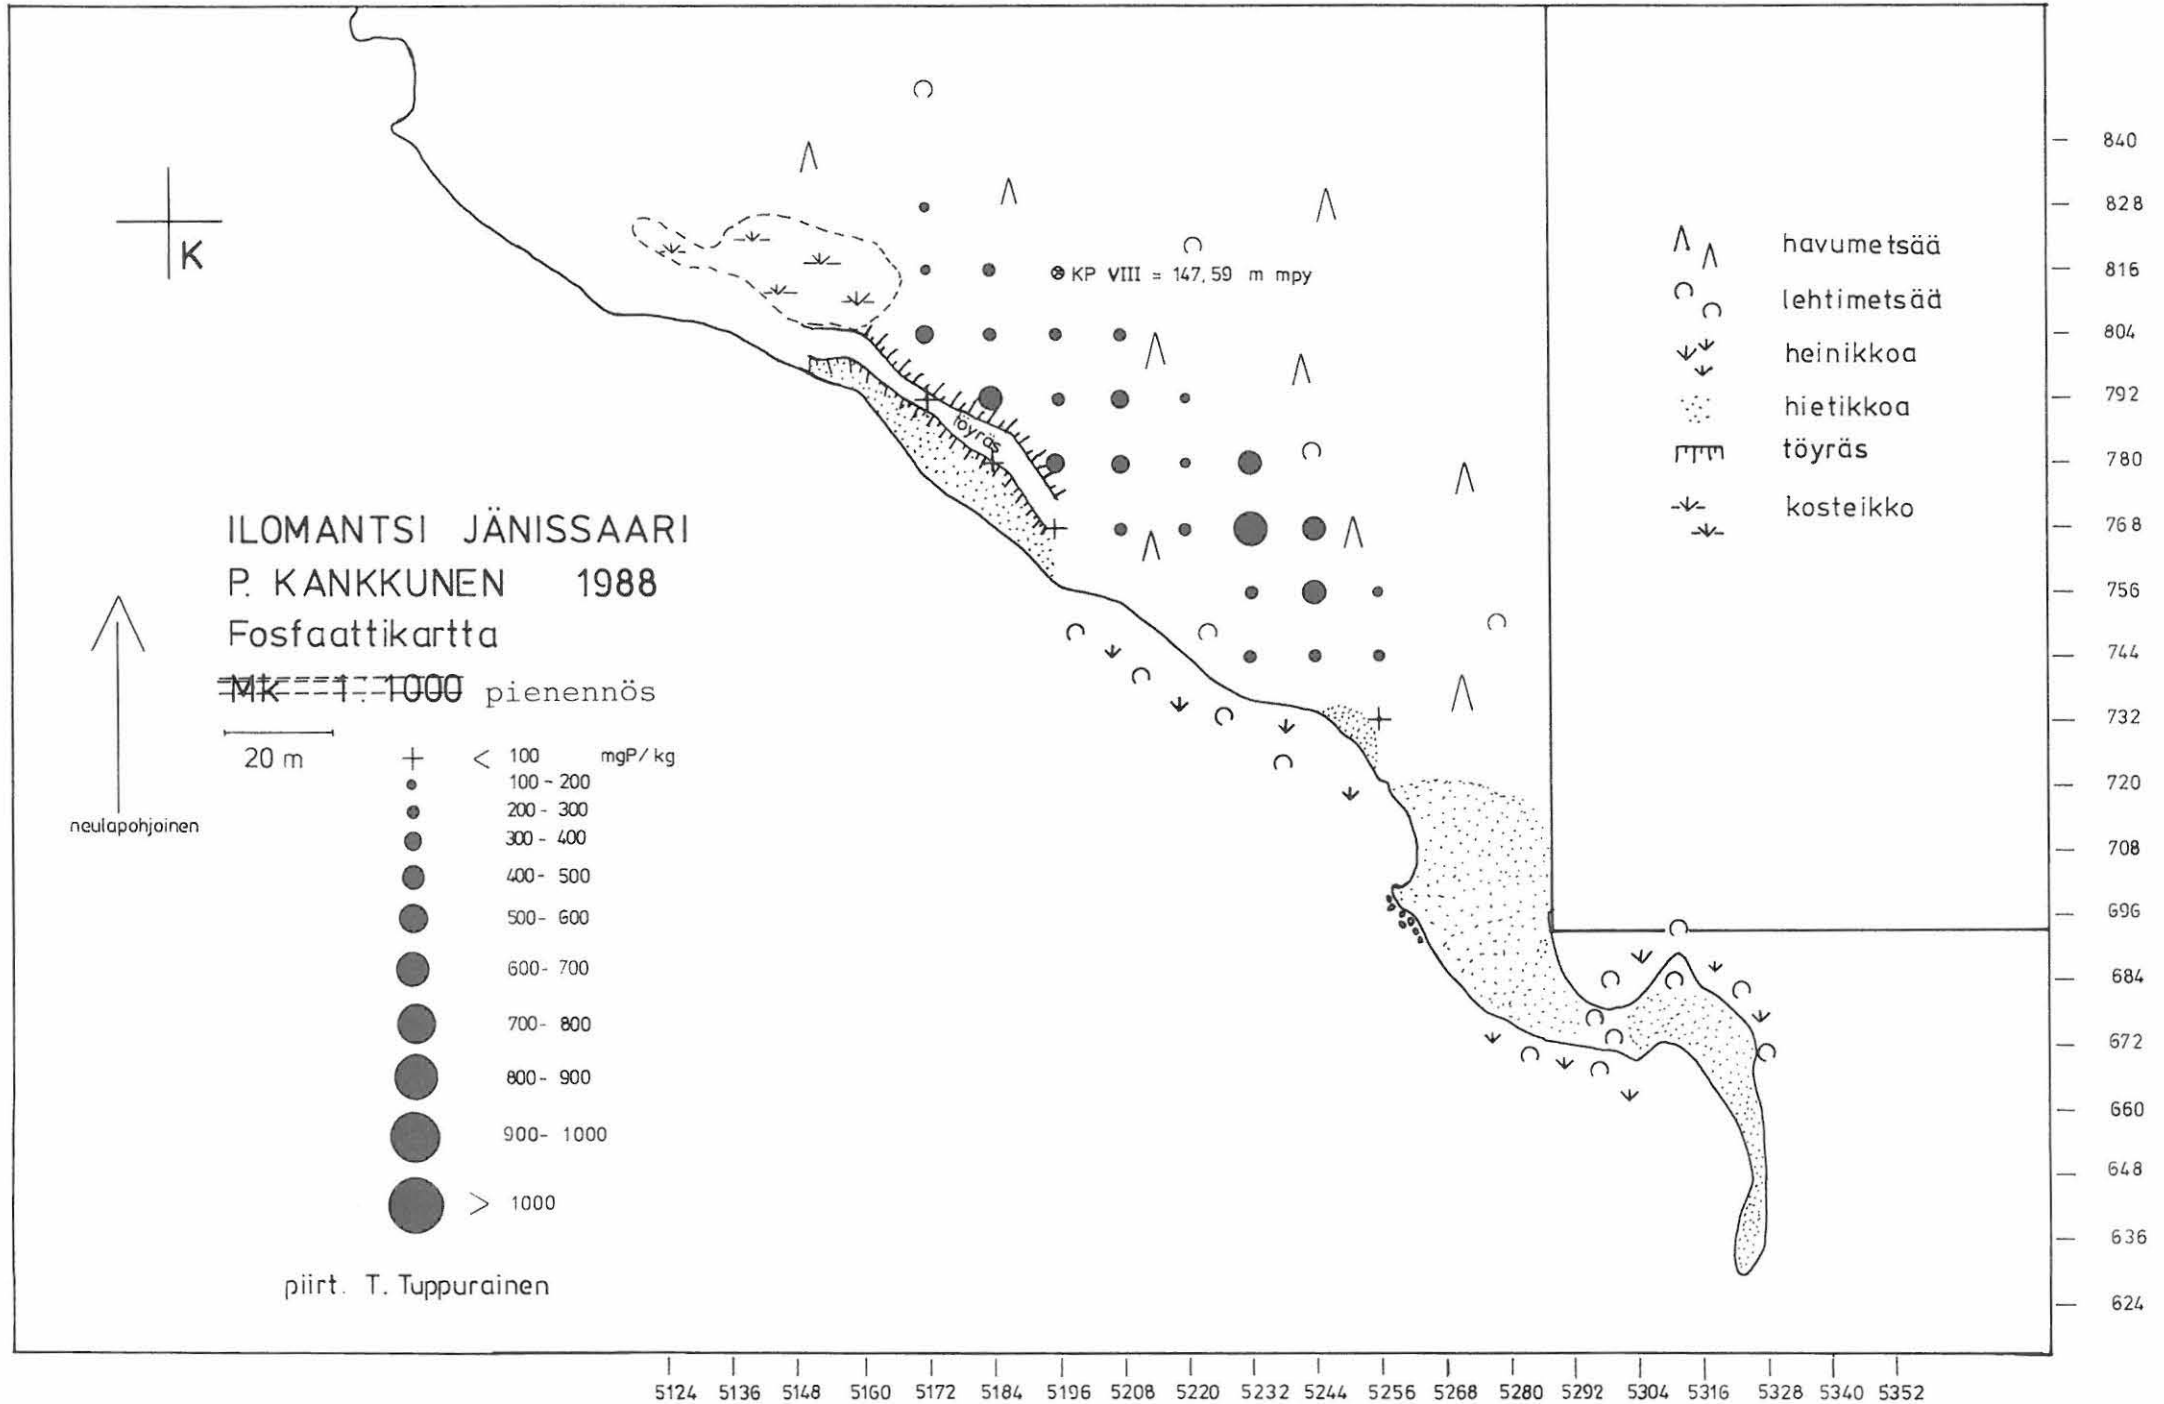 K
KP VIII = 147,59 m mpy
töyräs
ILOMANTSI JÄNISSAARI
P. KANKKUNEN 1988
Fosfaattikartta
Mk 1:1000 pienennös
20 m
neulapohjoinen
+ < 100 mgP/kg
100 - 200
200 - 300
300 - 400
400 - 500
500 - 600
600 - 700
700 - 800
800 - 900
900 - 1000
> 1000
piirt. T. Tuppurainen
havumetsää
lehtimetsää
heinikkoa
hietikkoa
töyräs
kosteikko
840
828
816
804
792
780
768
756
744
732
720
708
696
684
672
660
648
636
624
5124 5136 5148 5160 5172 5184 5196 5208 5220 5232 5244 5256 5268 5280 5292 5304 5316 5328 5340 5352